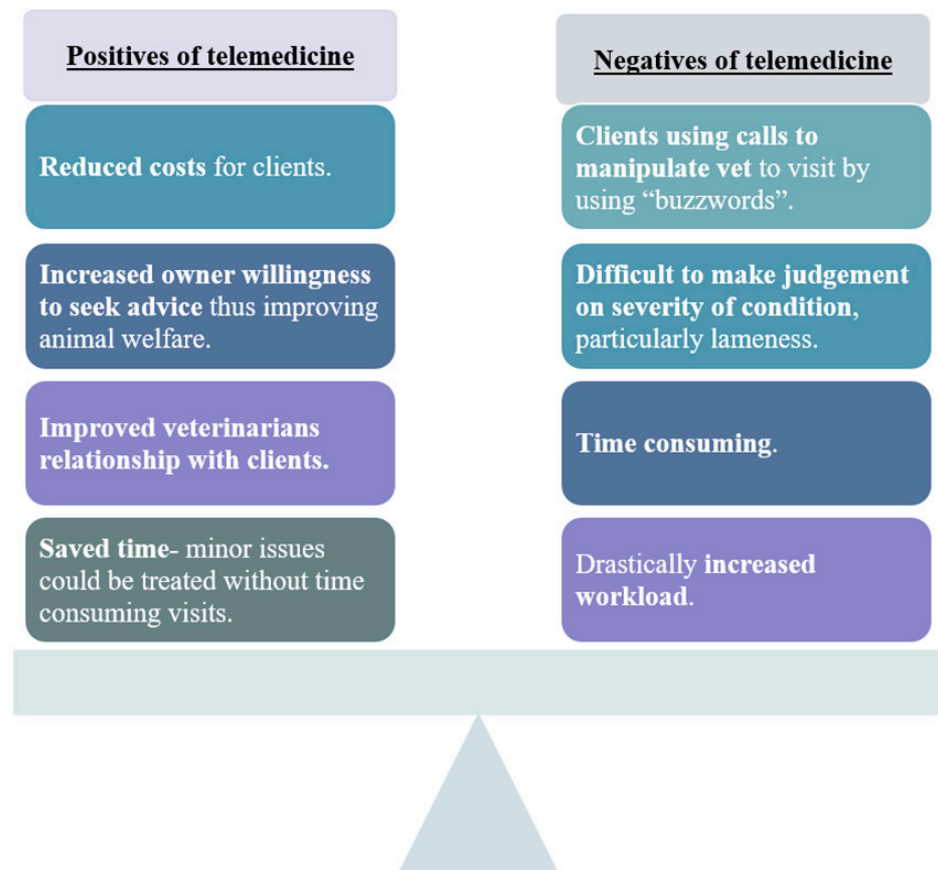 Positives of telemedicine
Reduced costs for clients.
Increased owner willingness
to seek advice thus improving
animal welfare.
Improved veterinarians
relationship with clients.
Saved time- minor issues
could be treated without time
consuming visits.
Negatives of telemedicine
Clients using calls to
manipulate vet to visit by
using “buzzwords”.
Difficult to make judgement
on severity of condition,
particularly lameness.
Time consuming.
Drastically increased
workload.